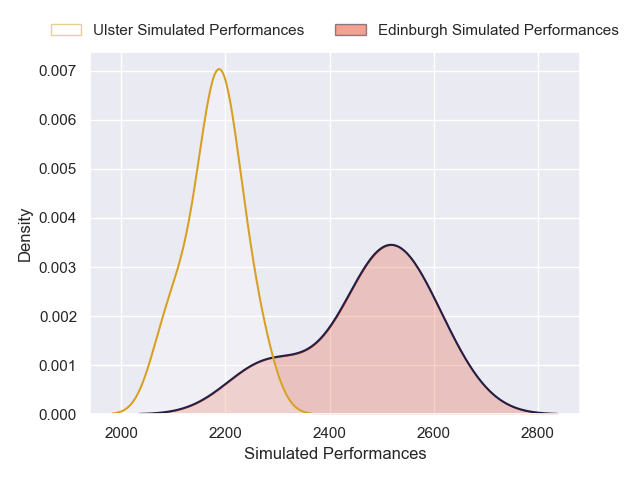 Ulster Simulated Performances Edinburgh Simulated Performances
0.007
0.006
0.005
0.004
0.003
0.002
0.001
0.000
Density
2000 2200 2400 2600 2800
Simulated Performances